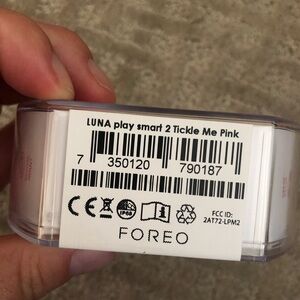 LUNA play smart 2 Tickle Me Pink
7 350120 790187
FCC ID:
2AT72-LPM2
FOREO